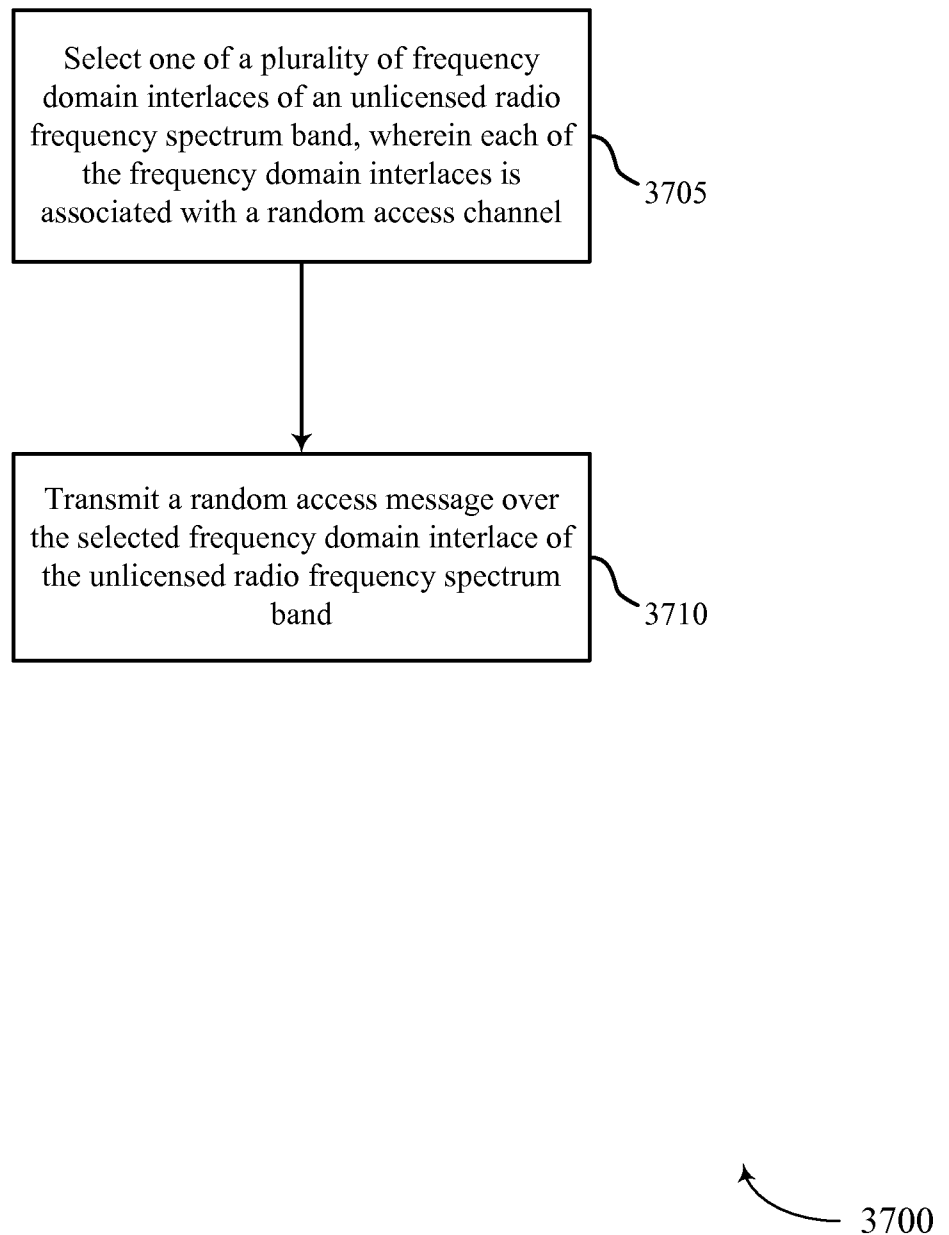 Select one of a plurality of frequency
domain interlaces of an unlicensed radio
frequency spectrum band, wherein each of
the frequency domain interlaces is
associated with a random access channel
3705
Transmit a random access message over
the selected frequency domain interlace of
the unlicensed radio frequency spectrum
band
3710
3700